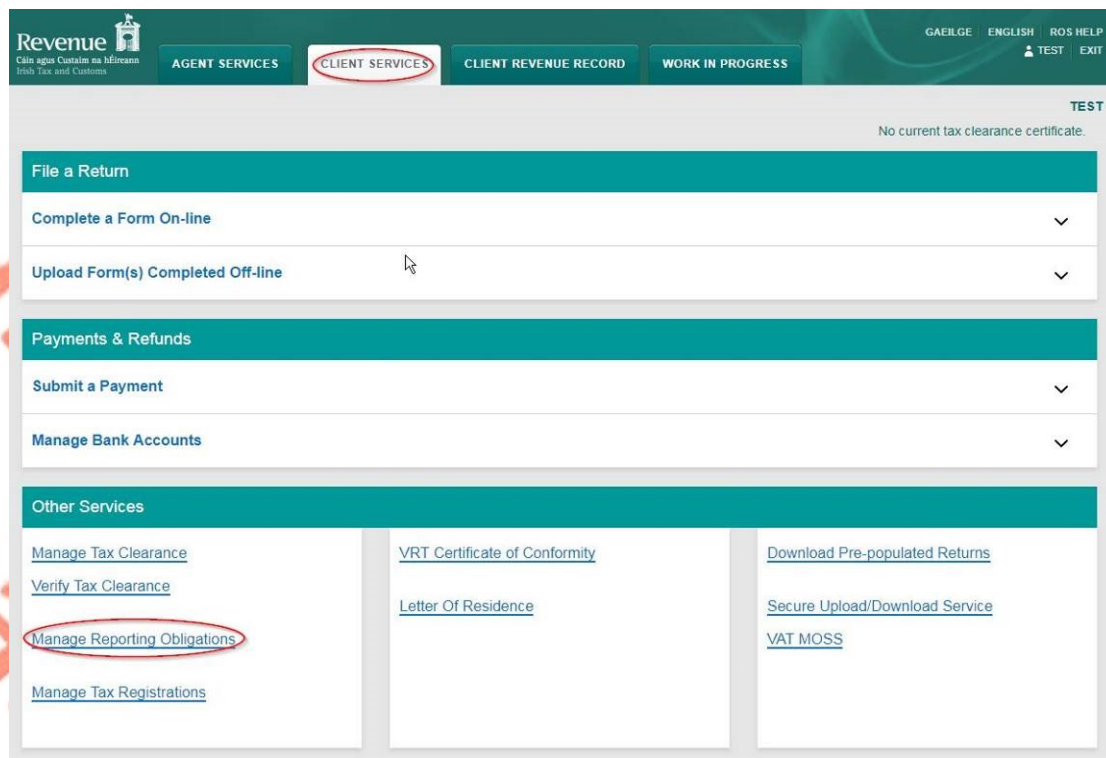 Revenue
Cáin agus Custaim na hÉireann
Irish Tax and Customs
AGENT SERVICES
CLIENT SERVICES
CLIENT REVENUE RECORD
WORK IN PROGRESS
GAEILGE ENGLISH ROS HELP
TEST EXIT
TEST
No current tax clearance certificate.
File a Return
Complete a Form On-line
Upload Form(s) Completed Off-line
Payments & Refunds
Submit a Payment
Manage Bank Accounts
Other Services
Manage Tax Clearance
Verify Tax Clearance
Manage Reporting Obligations
Manage Tax Registrations
VRT Certificate of Conformity
Letter Of Residence
Download Pre-populated Returns
Secure Upload/Download Service
VAT MOSS